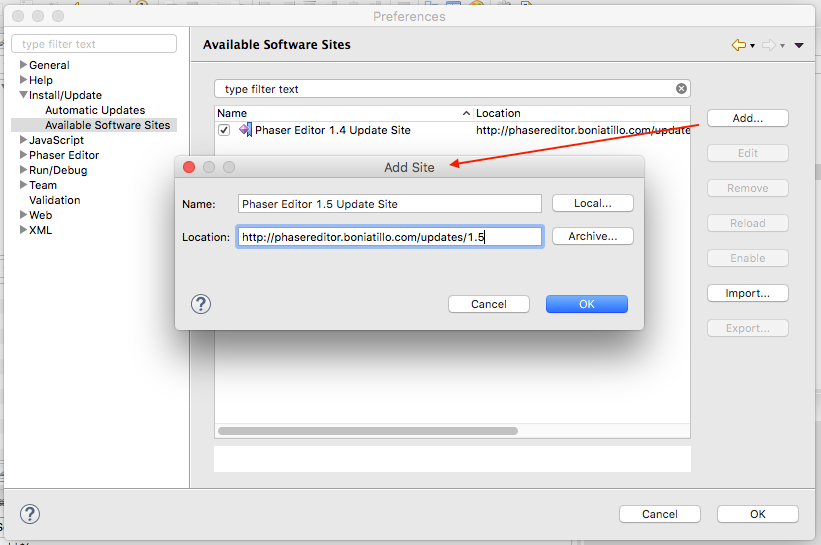 Preferences
type filter text
General
Help
Install/Update
Automatic Updates
Available Software Sites
JavaScript
Phaser Editor
Run/Debug
Team
Validation
Web
XML
Available Software Sites
type filter text
Name Location
Phaser Editor 1.4 Update Site http://phasereditor.boniatillo.com/update
Add...
Edit
Remove
Reload
Enable
Import...
Export...
Add Site
Name: Phaser Editor 1.5 Update Site Local...
Location: http://phasereditor.boniatillo.com/updates/1.5 Archive...
? Cancel OK
? Cancel OK